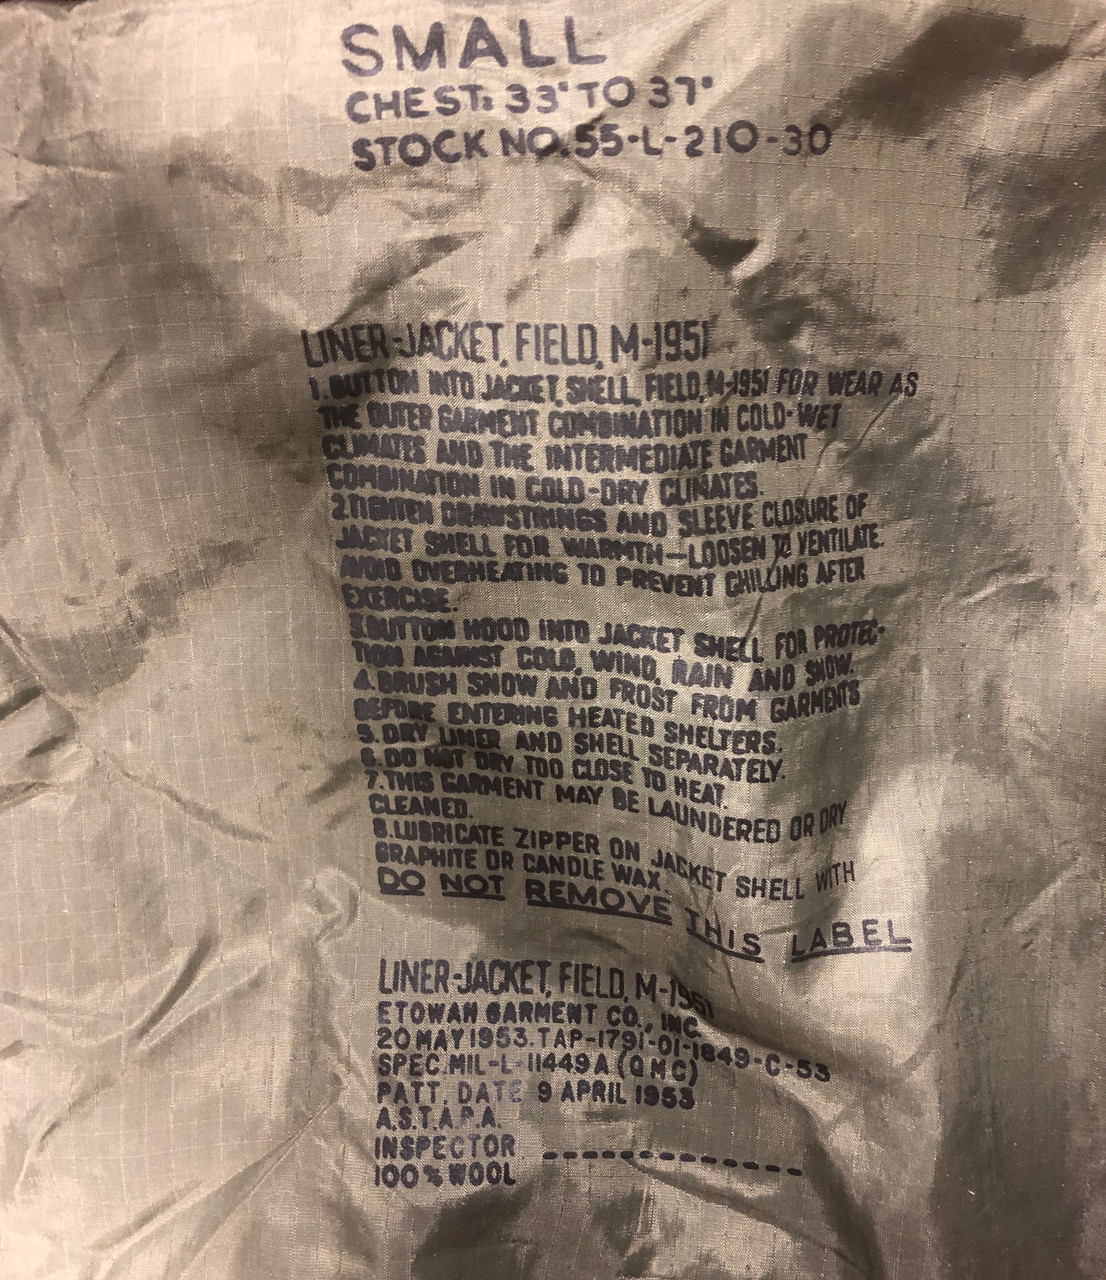 SMALL
CHEST: 33" TO 37"
STOCK NO. 55-L-210-30
LINER-JACKET, FIELD, M-1951
1. BUTTON INTO JACKET, SHELL, FIELD, M-1951 FOR WEAR AS
THE OUTER GARMENT COMBINATION IN COLD-WET
CLIMATES AND THE INTERMEDIATE GARMENT
COMBINATION IN COLD-DRY CLIMATES.
2. TIGHTEN DRAWSTRINGS AND SLEEVE CLOSURE OF
JACKET SHELL FOR WARMTH—LOOSEN TO VENTILATE.
AVOID OVERHEATING TO PREVENT CHILLING AFTER
EXERCISE.
3. BUTTON HOOD INTO JACKET SHELL FOR PROTEC-
TION AGAINST COLD, WIND, RAIN AND SNOW.
4. BRUSH SNOW AND FROST FROM GARMENTS
BEFORE ENTERING HEATED SHELTERS.
5. DRY LINER AND SHELL SEPARATELY.
6. DO NOT DRY TOO CLOSE TO HEAT.
7. THIS GARMENT MAY BE LAUNDERED OR DRY
CLEANED.
8. LUBRICATE ZIPPER ON JACKET SHELL WITH
GRAPHITE OR CANDLE WAX.
DO NOT REMOVE THIS LABEL
LINER-JACKET, FIELD, M-1951
ETOWAH GARMENT CO., INC.
20 MAY 1953. TAP-1791-01-1849-C-53
SPEC. MIL-L-11449A (QMC)
PATT. DATE 9 APRIL 1953
A.S.T.A.P.A.
INSPECTOR --------------
100% WOOL